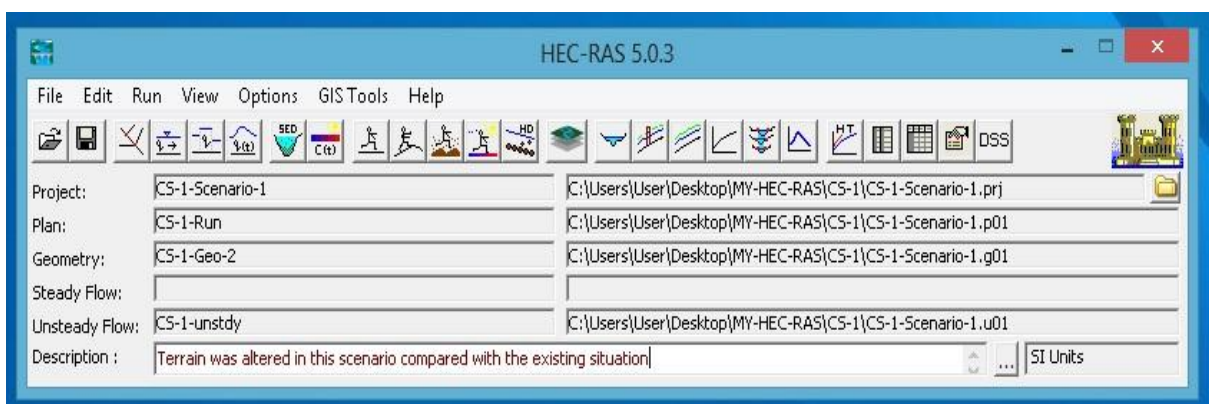 HEC-RAS 5.0.3
File Edit Run View Options GIS Tools Help
SED C(t) HD HT DSS
Project: CS-1-Scenario-1 C:\Users\User\Desktop\MY-HEC-RAS\CS-1\CS-1-Scenario-1.prj
Plan: CS-1-Run C:\Users\User\Desktop\MY-HEC-RAS\CS-1\CS-1-Scenario-1.p01
Geometry: CS-1-Geo-2 C:\Users\User\Desktop\MY-HEC-RAS\CS-1\CS-1-Scenario-1.g01
Steady Flow:
Unsteady Flow: CS-1-unstdy C:\Users\User\Desktop\MY-HEC-RAS\CS-1\CS-1-Scenario-1.u01
Description : Terrain was altered in this scenario compared with the existing situation ... SI Units